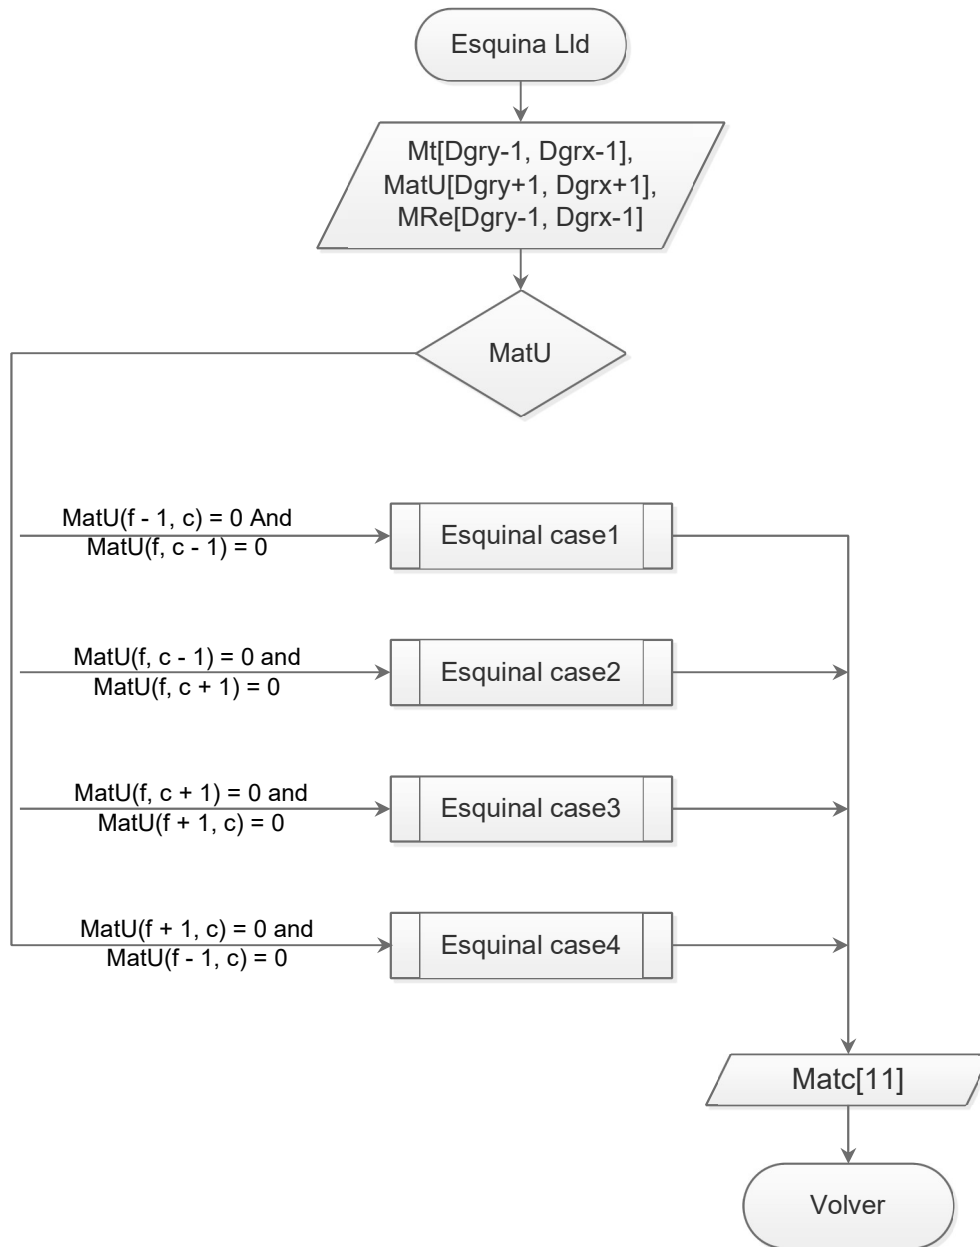 Esquina Lld
Mt[Dgry-1, Dgrx-1],
MatU[Dgry+1, Dgrx+1],
MRe[Dgry-1, Dgrx-1]
MatU
MatU(f - 1, c) = 0 And
MatU(f, c - 1) = 0
Esquinal case1
MatU(f, c - 1) = 0 and
MatU(f, c + 1) = 0
Esquinal case2
MatU(f, c + 1) = 0 and
MatU(f + 1, c) = 0
Esquinal case3
MatU(f + 1, c) = 0 and
MatU(f - 1, c) = 0
Esquinal case4
Matc[11]
Volver